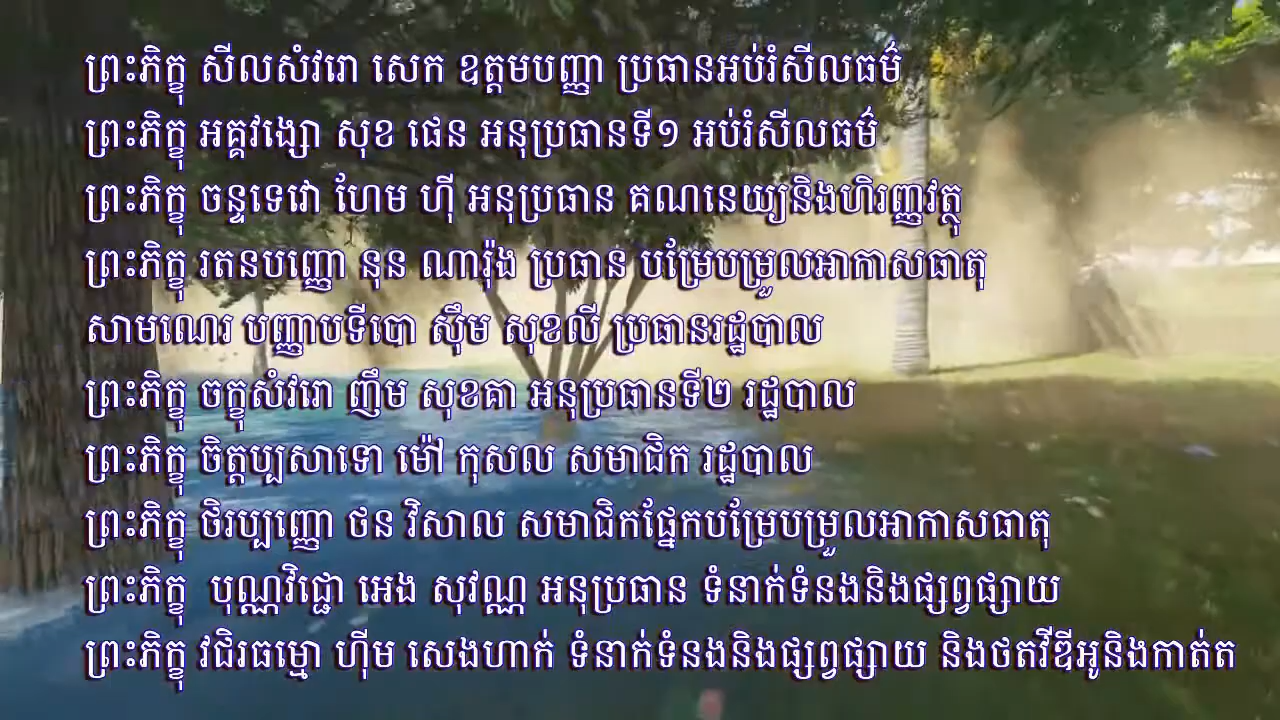 ព្រះភិក្ខុ សីលសំវរោ សេក ឧត្តមបញ្ញា ប្រធានអប់រំសីលធម៌
ព្រះភិក្ខុ អគ្គវង្សោ សុខ ផេន អនុប្រធានទី១ អប់រំសីលធម៌
ព្រះភិក្ខុ ចន្ទទេវោ ហែម ហ៊ី អនុប្រធាន គណនេយ្យនិងហិរញ្ញវត្ថុ
ព្រះភិក្ខុ រតនបញ្ញោ នុន ណារ៉ុង ប្រធាន បម្រែបម្រួលអាកាសធាតុ
សាមណេរ បញ្ញាបទីបោ ស៊ឹម សុខលី ប្រធានរដ្ឋបាល
ព្រះភិក្ខុ ចក្ខុសំវរោ ញឹម សុខគា អនុប្រធានទី២ រដ្ឋបាល
ព្រះភិក្ខុ ចិត្តប្បសាទោ ម៉ៅ កុសល សមាជិក រដ្ឋបាល
ព្រះភិក្ខុ ថិរប្បញ្ញោ ថន វិសាល សមាជិកផ្នែកបម្រែបម្រួលអាកាសធាតុ
ព្រះភិក្ខុ បុណ្ណវិជ្ជោ អេង សុវណ្ណ អនុប្រធាន ទំនាក់ទំនងនិងផ្សព្វផ្សាយ
ព្រះភិក្ខុ វជិរធម្មោ ហ៊ីម សេងហាក់ ទំនាក់ទំនងនិងផ្សព្វផ្សាយ និងថតវីឌីអូនិងកាត់ត